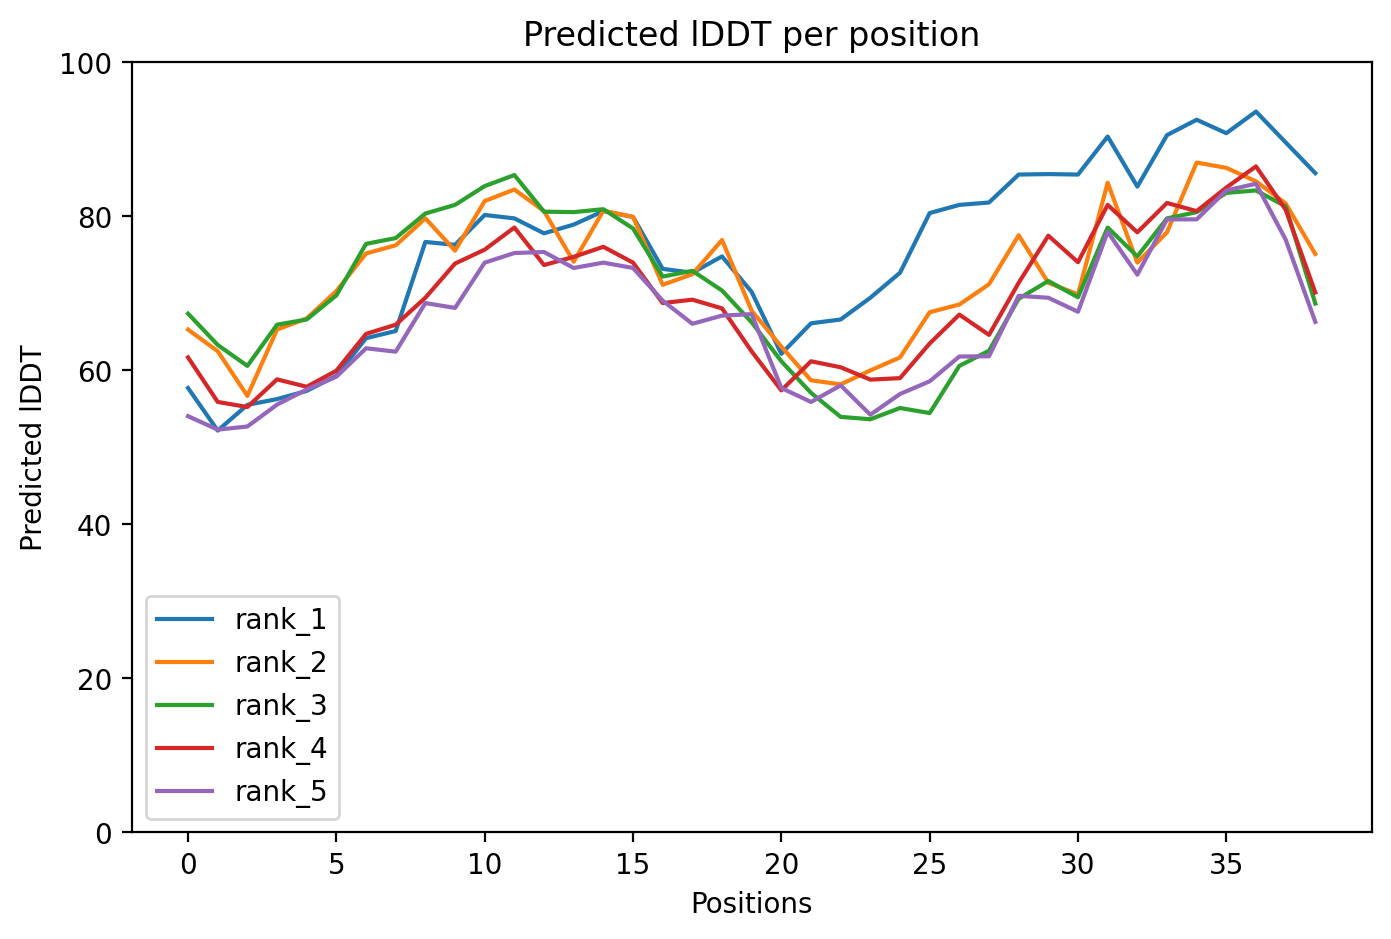 Predicted lDDT per position
100
80
60
40
20
0
Predicted lDDT
rank_1
rank_2
rank_3
rank_4
rank_5
0 5 10 15 20 25 30 35
Positions